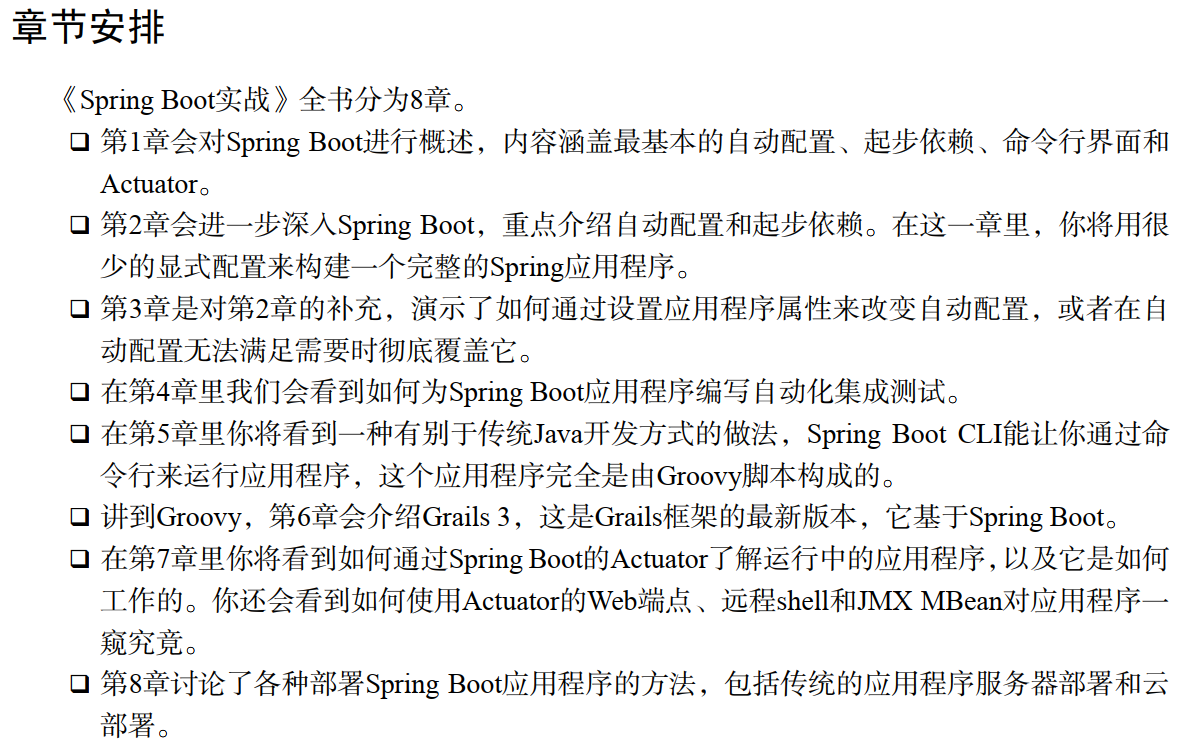 章节安排
《Spring Boot实战》全书分为8章。
❑ 第1章会对Spring Boot进行概述，内容涵盖最基本的自动配置、起步依赖、命令行界面和
Actuator。
❑ 第2章会进一步深入Spring Boot，重点介绍自动配置和起步依赖。在这一章里，你将用很
少的显式配置来构建一个完整的Spring应用程序。
❑ 第3章是对第2章的补充，演示了如何通过设置应用程序属性来改变自动配置，或者在自
动配置无法满足需要时彻底覆盖它。
❑ 在第4章里我们会看到如何为Spring Boot应用程序编写自动化集成测试。
❑ 在第5章里你将看到一种有别于传统Java开发方式的做法，Spring Boot CLI能让你通过命
令行来运行应用程序，这个应用程序完全是由Groovy脚本构成的。
❑ 讲到Groovy，第6章会介绍Grails 3，这是Grails框架的最新版本，它基于Spring Boot。
❑ 在第7章里你将看到如何通过Spring Boot的Actuator了解运行中的应用程序，以及它是如何
工作的。你还会看到如何使用Actuator的Web端点、远程shell和JMX MBean对应用程序一
窥究竟。
❑ 第8章讨论了各种部署Spring Boot应用程序的方法，包括传统的应用程序服务器部署和云
部署。